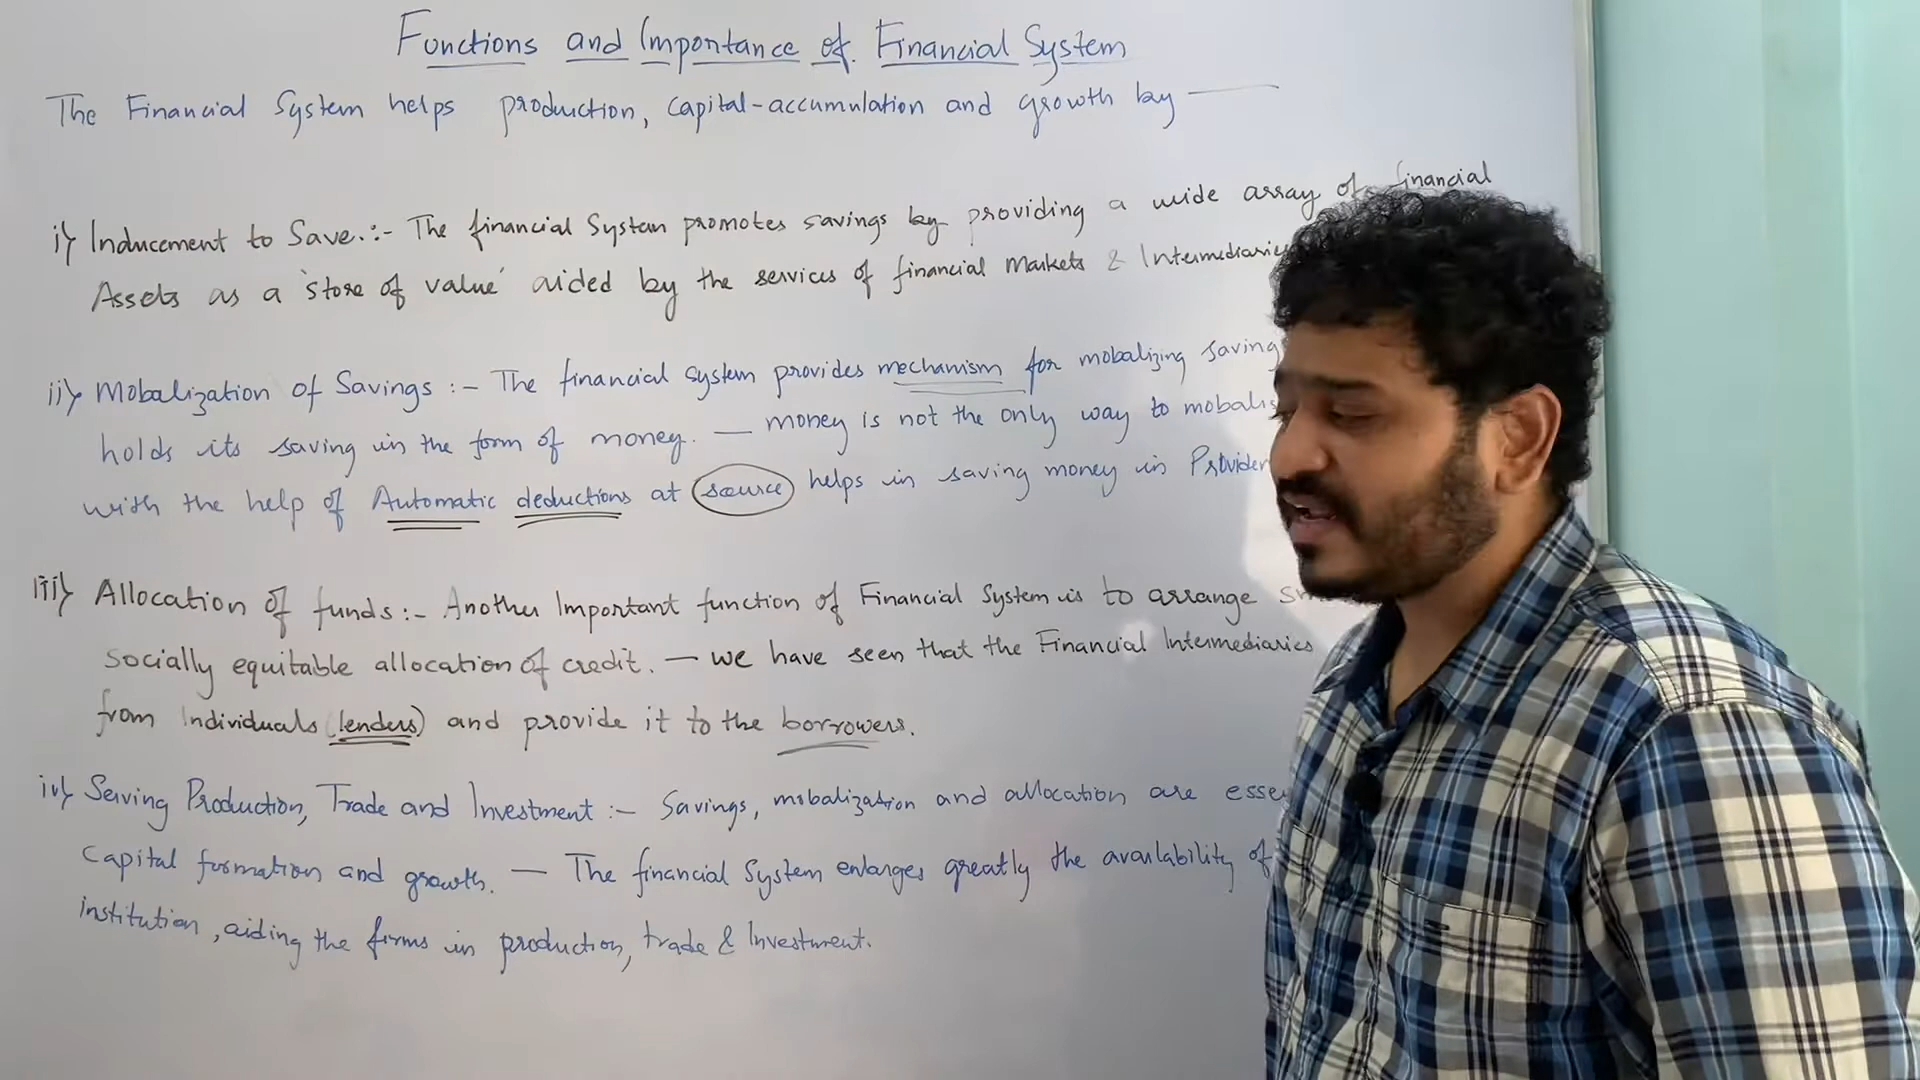 Functions and Importance of Financial System
The Financial System helps production, capital-accumulation and growth by —
i) Inducement to Save :- The financial System promotes savings by providing a wide array of financial
Assets as a 'store of value' aided by the services of financial Markets & Intermediaries
ii) Mobalization of Savings :- The financial system provides mechanism for mobalizing saving
holds its saving in the form of money. — money is not the only way to mobalis
with the help of Automatic deductions at source helps in saving money in Providen
iii) Allocation of funds :- Another Important function of Financial System is to arrange
socially equitable allocation of credit. — we have seen that the Financial Intermediaries
from Individuals (lenders) and provide it to the borrowers.
iv) Serving Production, Trade and Investment :- Savings, mobalization and allocation are esse
Capital formation and growth. — The financial System enlarges greatly the availability of
institution, aiding the firms in production, trade & Investment.